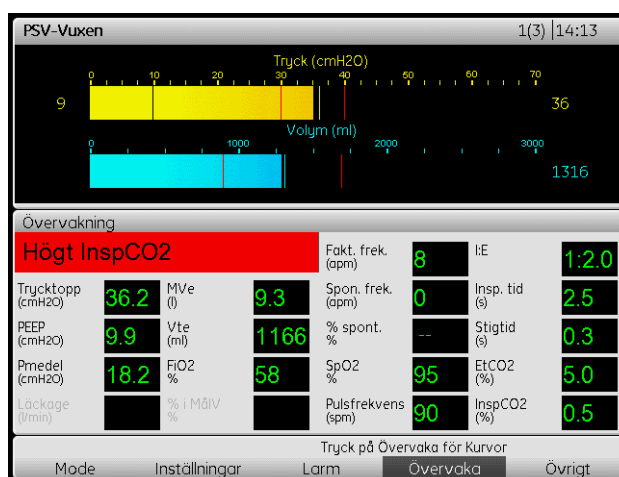 PSV-Vuxen 1(3) |14:13
Tryck (cmH2O)
0 10 20 30 40 50 60 70
9 36
Volym (ml)
0 1000 2000 3000
1316
Övervakning
Högt InspCO2
Fakt. frek. (apm) 8 I:E 1:2.0
Trycktopp (cmH2O) 36.2 MVe (l) 9.3 Spon. frek. (apm) 0 Insp. tid (s) 2.5
PEEP (cmH2O) 9.9 Vte (ml) 1166 % spont. % -- Stigtid (s) 0.3
Pmedel (cmH2O) 18.2 FiO2 % 58 SpO2 % 95 EtCO2 (%) 5.0
Läckage (l/min) % i MålV % Pulsfrekvens (spm) 90 InspCO2 (%) 0.5
Tryck på Övervaka för Kurvor
Mode Inställningar Larm Övervaka Övrigt